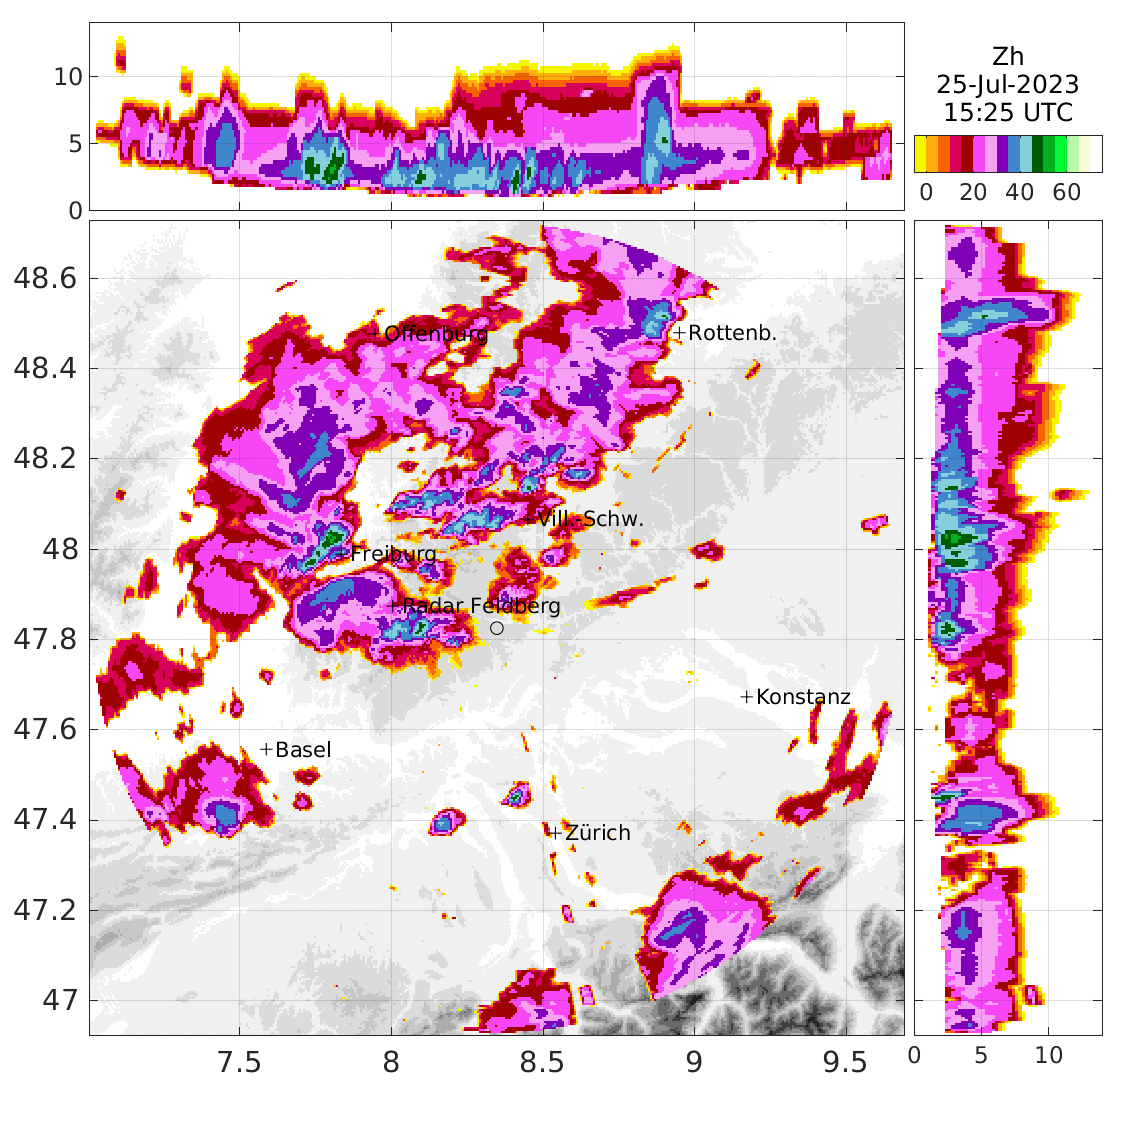 Zh
25-Jul-2023
15:25 UTC
0 20 40 60
10
5
0
48.6
48.4
48.2
48
47.8
47.6
47.4
47.2
47
+Offenburg
+Rottenb.
+Vill.-Schw.
+Freiburg
+Radar Feldberg
+Konstanz
+Basel
+Zürich
7.5 8 8.5 9 9.5
0 5 10